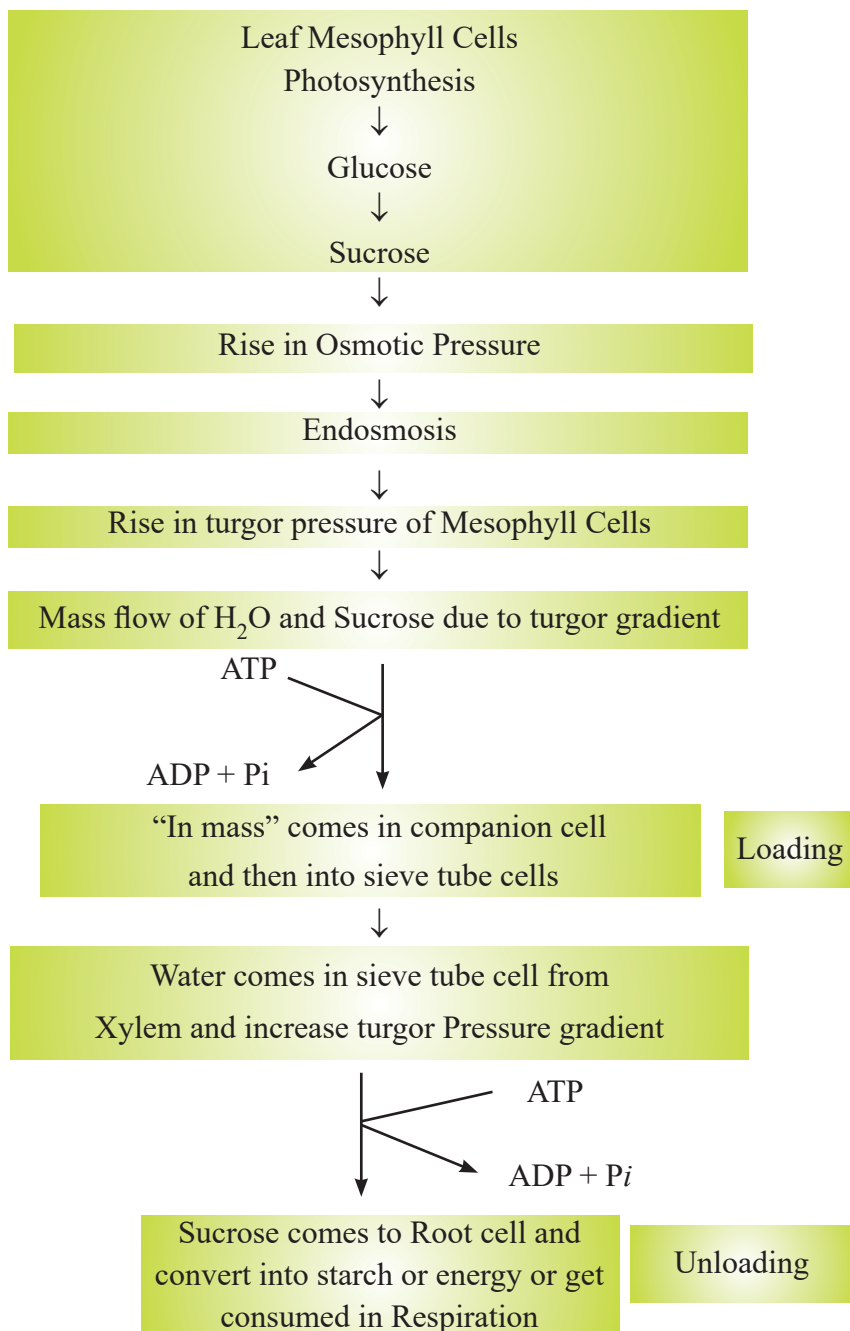 Leaf Mesophyll Cells
Photosynthesis
↓
Glucose
↓
Sucrose
↓
Rise in Osmotic Pressure
↓
Endosmosis
↓
Rise in turgor pressure of Mesophyll Cells
↓
Mass flow of H₂O and Sucrose due to turgor gradient
ATP
ADP + Pi
“In mass” comes in companion cell
and then into sieve tube cells
Loading
↓
Water comes in sieve tube cell from
Xylem and increase turgor Pressure gradient
ATP
ADP + Pi
Sucrose comes to Root cell and
convert into starch or energy or get
consumed in Respiration
Unloading